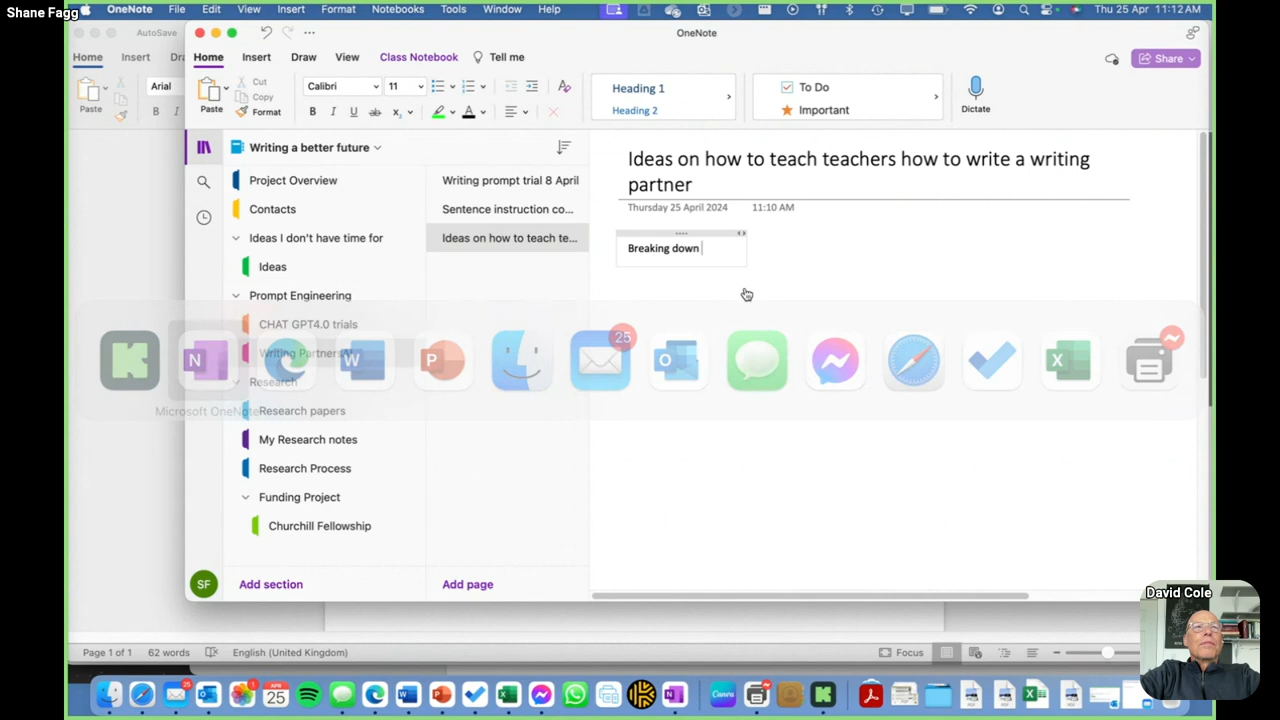 Shane Fagg
OneNote File Edit View Insert Format Notebooks Tools Window Help Thu 25 Apr 11:12AM
AutoSave
OneNote
Home Insert
Home Insert Draw View Class Notebook Tell me
Share
Paste
Arial
B I
Paste
Cut
Copy
Format
Calibri 11
B I U ab x
Heading 1
Heading 2
To Do
Important
Dictate
Writing a better future
Project Overview
Contacts
Ideas I don't have time for
Ideas
Prompt Engineering
CHAT GPT4.0 trials
Writing Partners
Research
Research papers
My Research notes
Research Process
Funding Project
Churchill Fellowship
SF
Add section
Writing prompt trial 8 April
Sentence instruction co...
Ideas on how to teach te...
Add page
Ideas on how to teach teachers how to write a writing
partner
Thursday 25 April 2024 11:10 AM
Breaking down
25
Microsoft OneNote
David Cole
Page 1 of 1 62 words English (United Kingdom) Focus